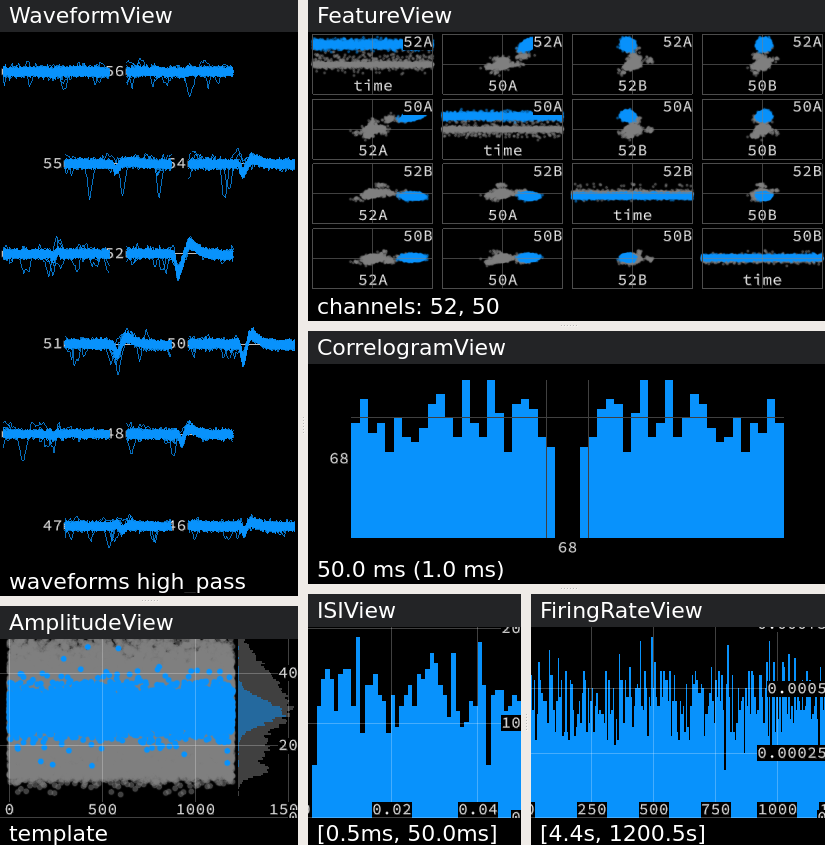 WaveformView
56
55 54
52
51 50
48
47 46
waveforms high_pass
FeatureView
52A 52A 52A 52A
time 50A 52B 50B
50A 50A 50A 50A
52A time 52B 50B
52B 52B 52B 52B
52A 50A time 50B
50B 50B 50B 50B
52A 50A 52B time
channels: 52, 50
CorrelogramView
68
68
50.0 ms (1.0 ms)
AmplitudeView
40
20
0 500 1000
template
ISIView
20
10
0.02 0.04
[0.5ms, 50.0ms]
FiringRateView
0.0005
0.00025
250 500 750 1000
[4.4s, 1200.5s]